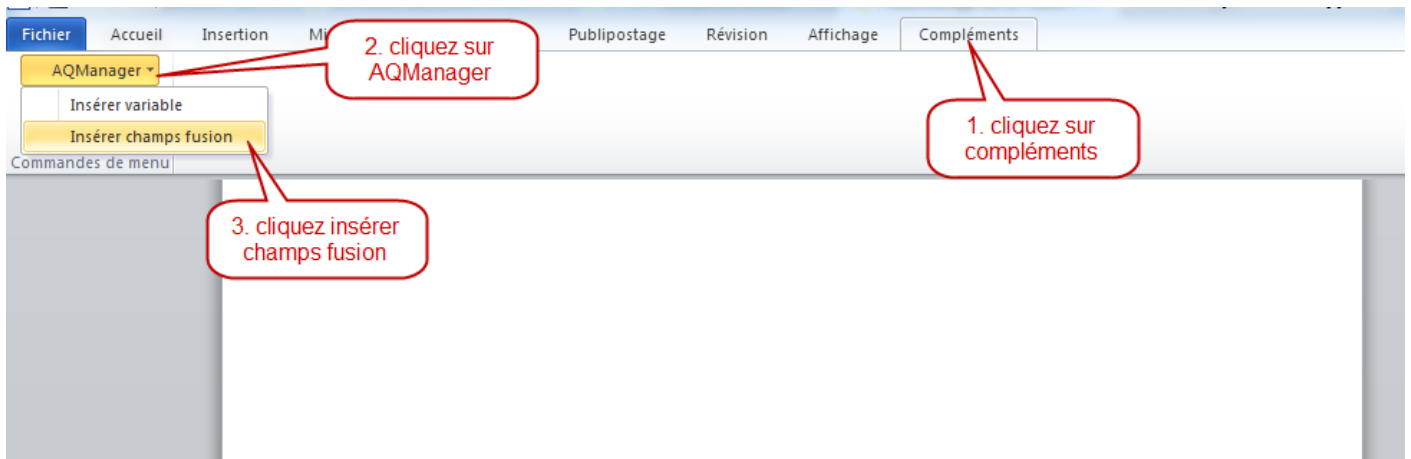 Fichier Accueil Insertion Mi Publipostage Révision Affichage Compléments
2. cliquez sur
AQManager
AQManager
Insérer variable
Insérer champs fusion
Commandes de menu
1. cliquez sur
compléments
3. cliquez insérer
champs fusion